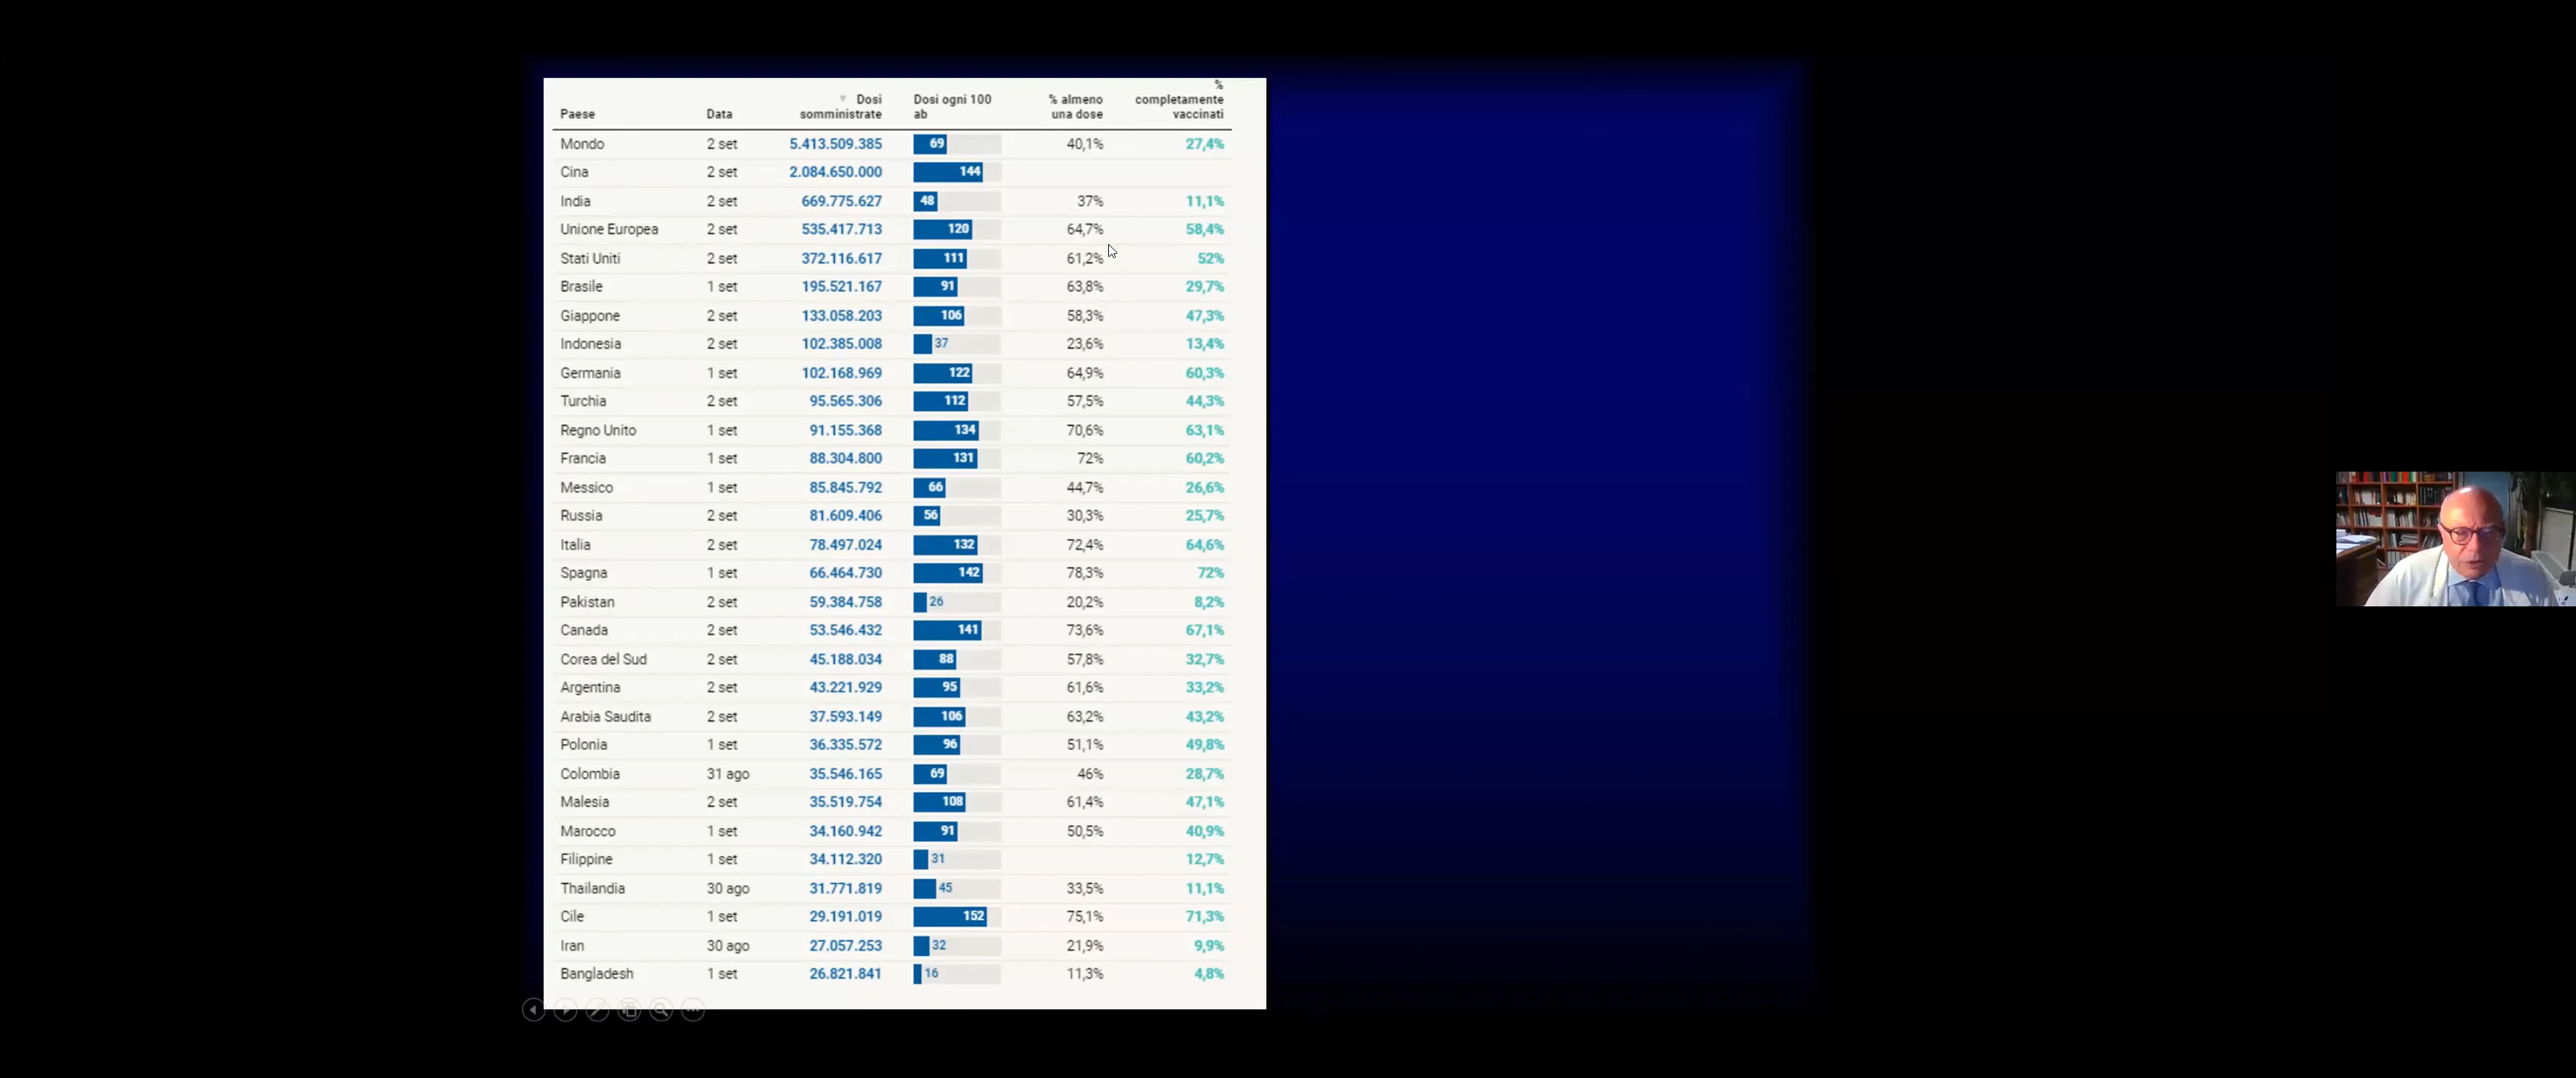 Paese Data Dosi somministrate Dosi ogni 100 ab % almeno una dose % completamente vaccinati
Mondo 2 set 5.413.509.385 69 40,1% 27,4%
Cina 2 set 2.084.650.000 144
India 2 set 669.775.627 48 37% 11,1%
Unione Europea 2 set 535.417.713 120 64,7% 58,4%
Stati Uniti 2 set 372.116.617 111 61,2% 52%
Brasile 1 set 195.521.167 91 63,8% 29,7%
Giappone 2 set 133.058.203 106 58,3% 47,3%
Indonesia 2 set 102.385.008 37 23,6% 13,4%
Germania 1 set 102.168.969 122 64,9% 60,3%
Turchia 2 set 95.565.306 112 57,5% 44,3%
Regno Unito 1 set 91.155.368 134 70,6% 63,1%
Francia 1 set 88.304.800 131 72% 60,2%
Messico 1 set 85.845.792 66 44,7% 26,6%
Russia 2 set 81.609.406 56 30,3% 25,7%
Italia 2 set 78.497.024 132 72,4% 64,6%
Spagna 1 set 66.464.730 142 78,3% 72%
Pakistan 2 set 59.384.758 26 20,2% 8,2%
Canada 2 set 53.546.432 141 73,6% 67,1%
Corea del Sud 2 set 45.188.034 88 57,8% 32,7%
Argentina 2 set 43.221.929 95 61,6% 33,2%
Arabia Saudita 2 set 37.593.149 106 63,2% 43,2%
Polonia 1 set 36.335.572 96 51,1% 49,8%
Colombia 31 ago 35.546.165 69 46% 28,7%
Malesia 2 set 35.519.754 108 61,4% 47,1%
Marocco 1 set 34.160.942 91 50,5% 40,9%
Filippine 1 set 34.112.320 31 12,7%
Thailandia 30 ago 31.771.819 45 33,5% 11,1%
Cile 1 set 29.191.019 152 75,1% 71,3%
Iran 30 ago 27.057.253 32 21,9% 9,9%
Bangladesh 1 set 26.821.841 16 11,3% 4,8%